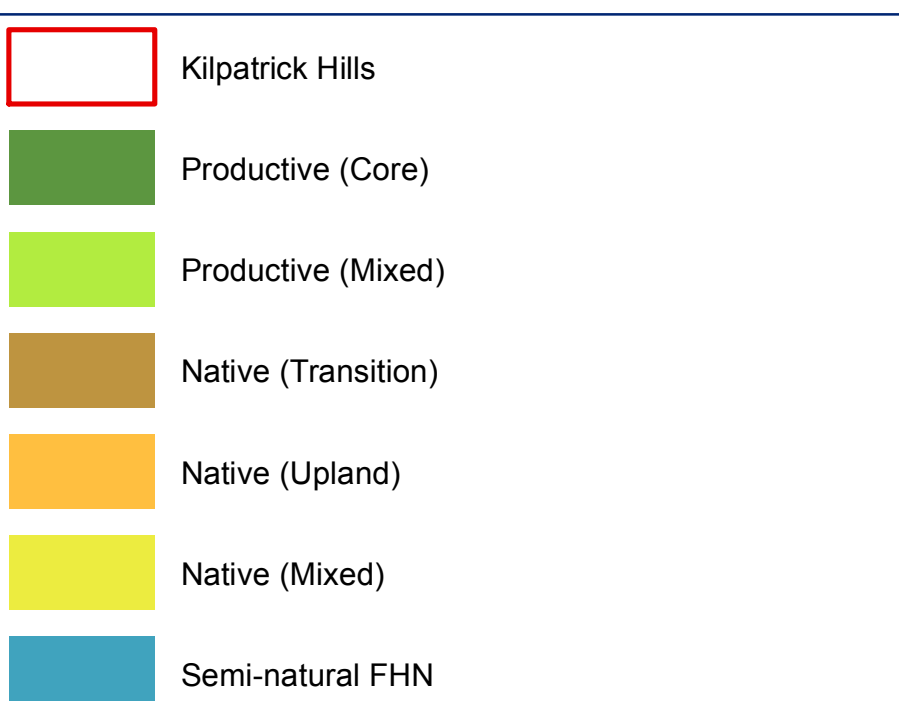 Kilpatrick Hills
Productive (Core)
Productive (Mixed)
Native (Transition)
Native (Upland)
Native (Mixed)
Semi-natural FHN